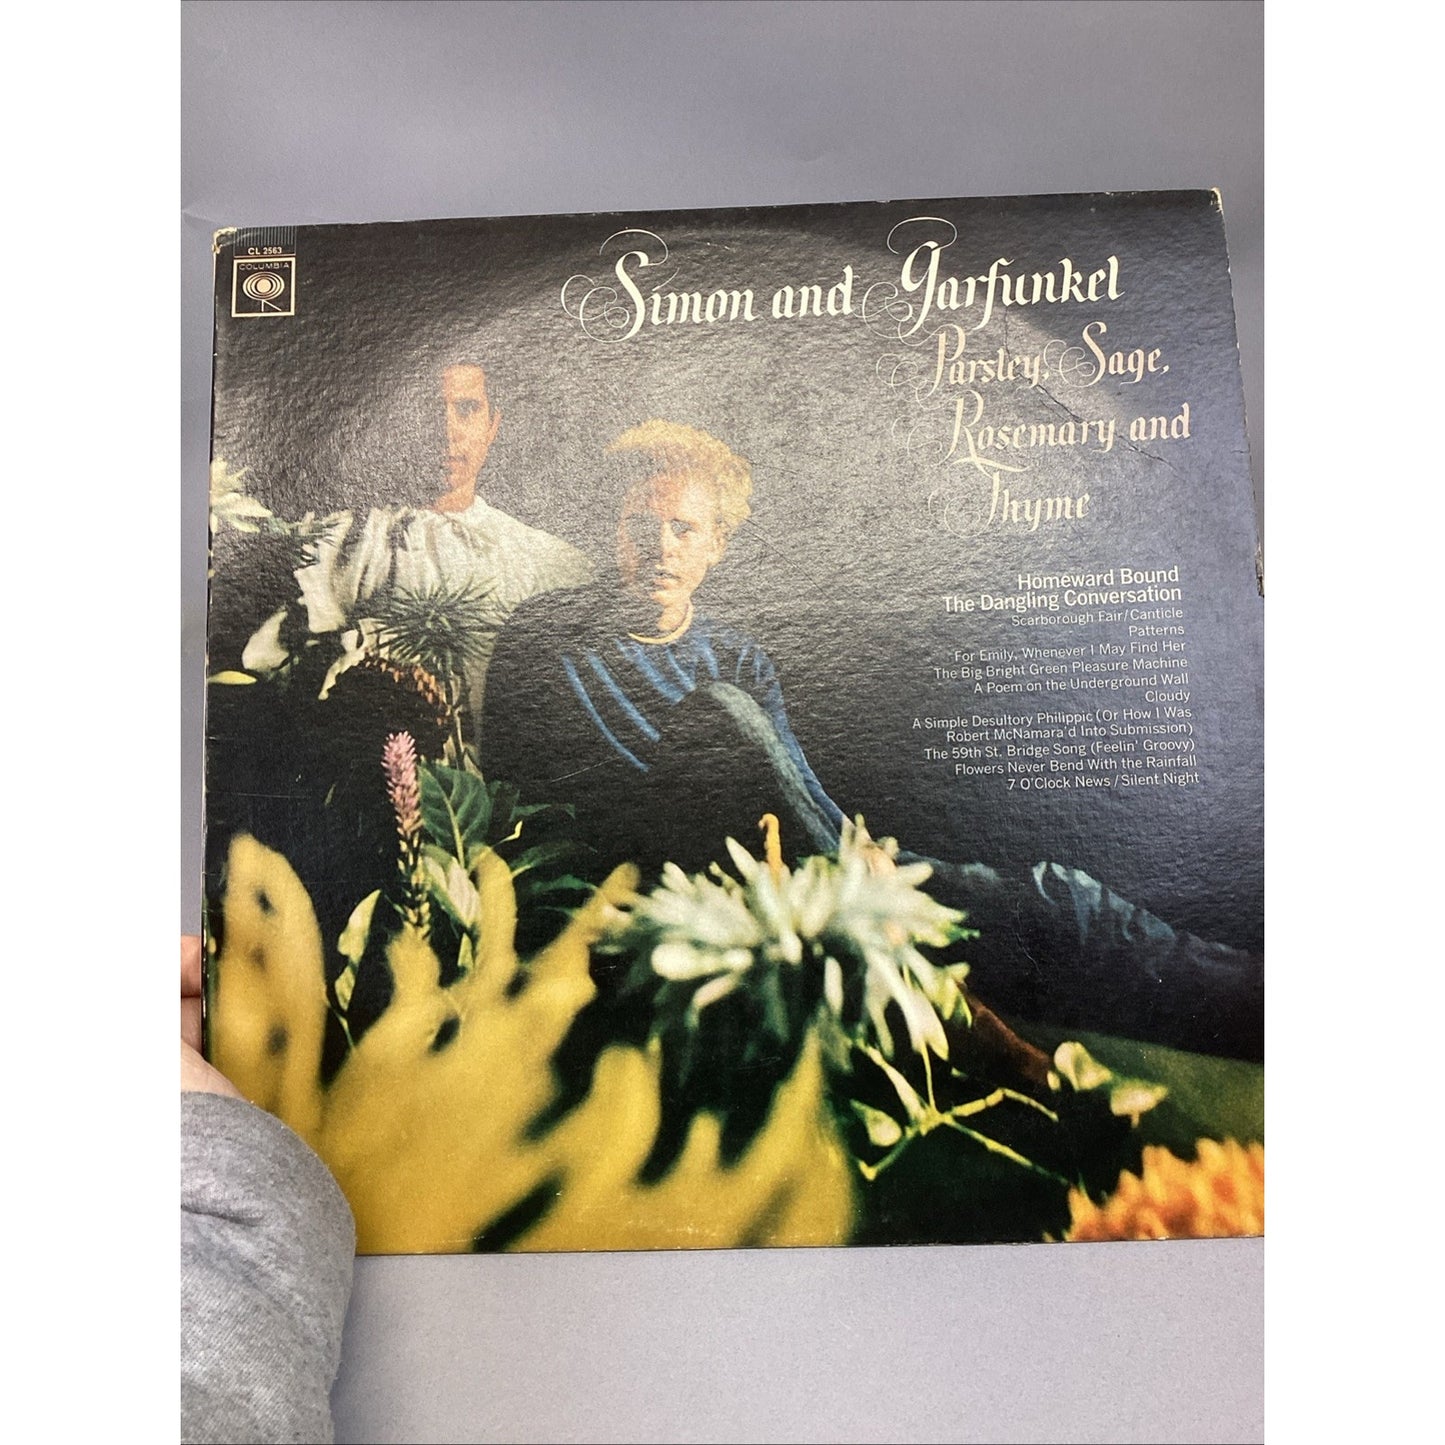 CL 2563
COLUMBIA
Simon and Garfunkel
Parsley, Sage,
Rosemary and
Thyme
Homeward Bound
The Dangling Conversation
Scarborough Fair/Canticle
Patterns
For Emily, Whenever I May Find Her
The Big Bright Green Pleasure Machine
A Poem on the Underground Wall
Cloudy
A Simple Desultory Philippic (Or How I Was
Robert McNamara'd Into Submission)
The 59th St. Bridge Song (Feelin' Groovy)
Flowers Never Bend With the Rainfall
7 O'Clock News / Silent Night